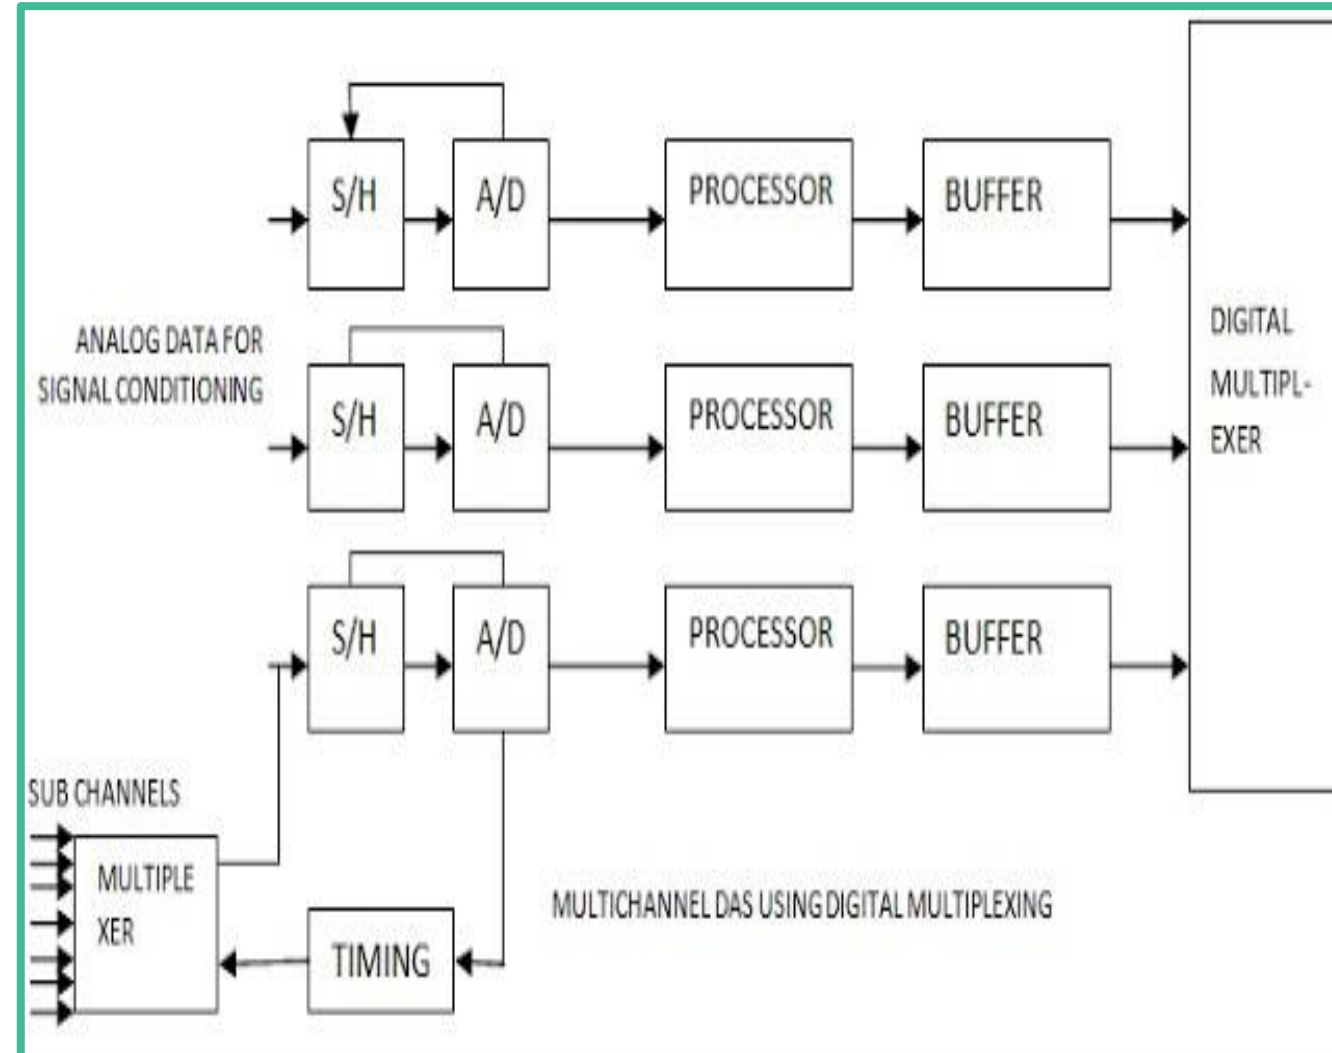 S/H
A/D
PROCESSOR
BUFFER
ANALOG DATA FOR
SIGNAL CONDITIONING
S/H
A/D
PROCESSOR
BUFFER
DIGITAL
MULTIPL-
EXER
S/H
A/D
PROCESSOR
BUFFER
SUB CHANNELS
MULTIPLE
XER
TIMING
MULTICHANNEL DAS USING DIGITAL MULTIPLEXING